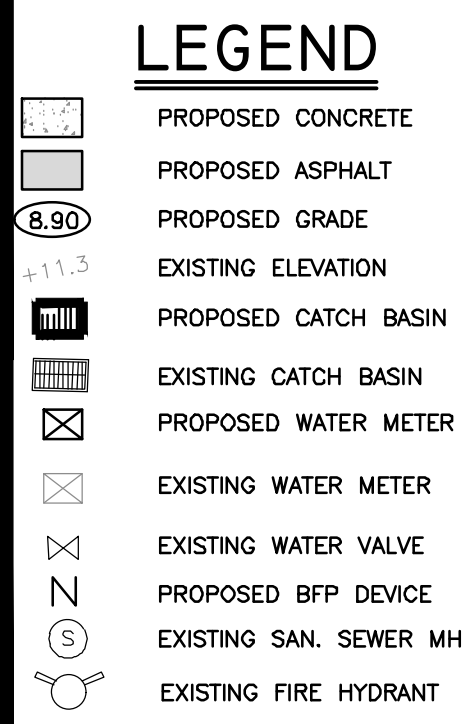 LEGEND
PROPOSED CONCRETE
PROPOSED ASPHALT
8.90 PROPOSED GRADE
+11.3 EXISTING ELEVATION
PROPOSED CATCH BASIN
EXISTING CATCH BASIN
PROPOSED WATER METER
EXISTING WATER METER
EXISTING WATER VALVE
N PROPOSED BFP DEVICE
S EXISTING SAN. SEWER MH
EXISTING FIRE HYDRANT